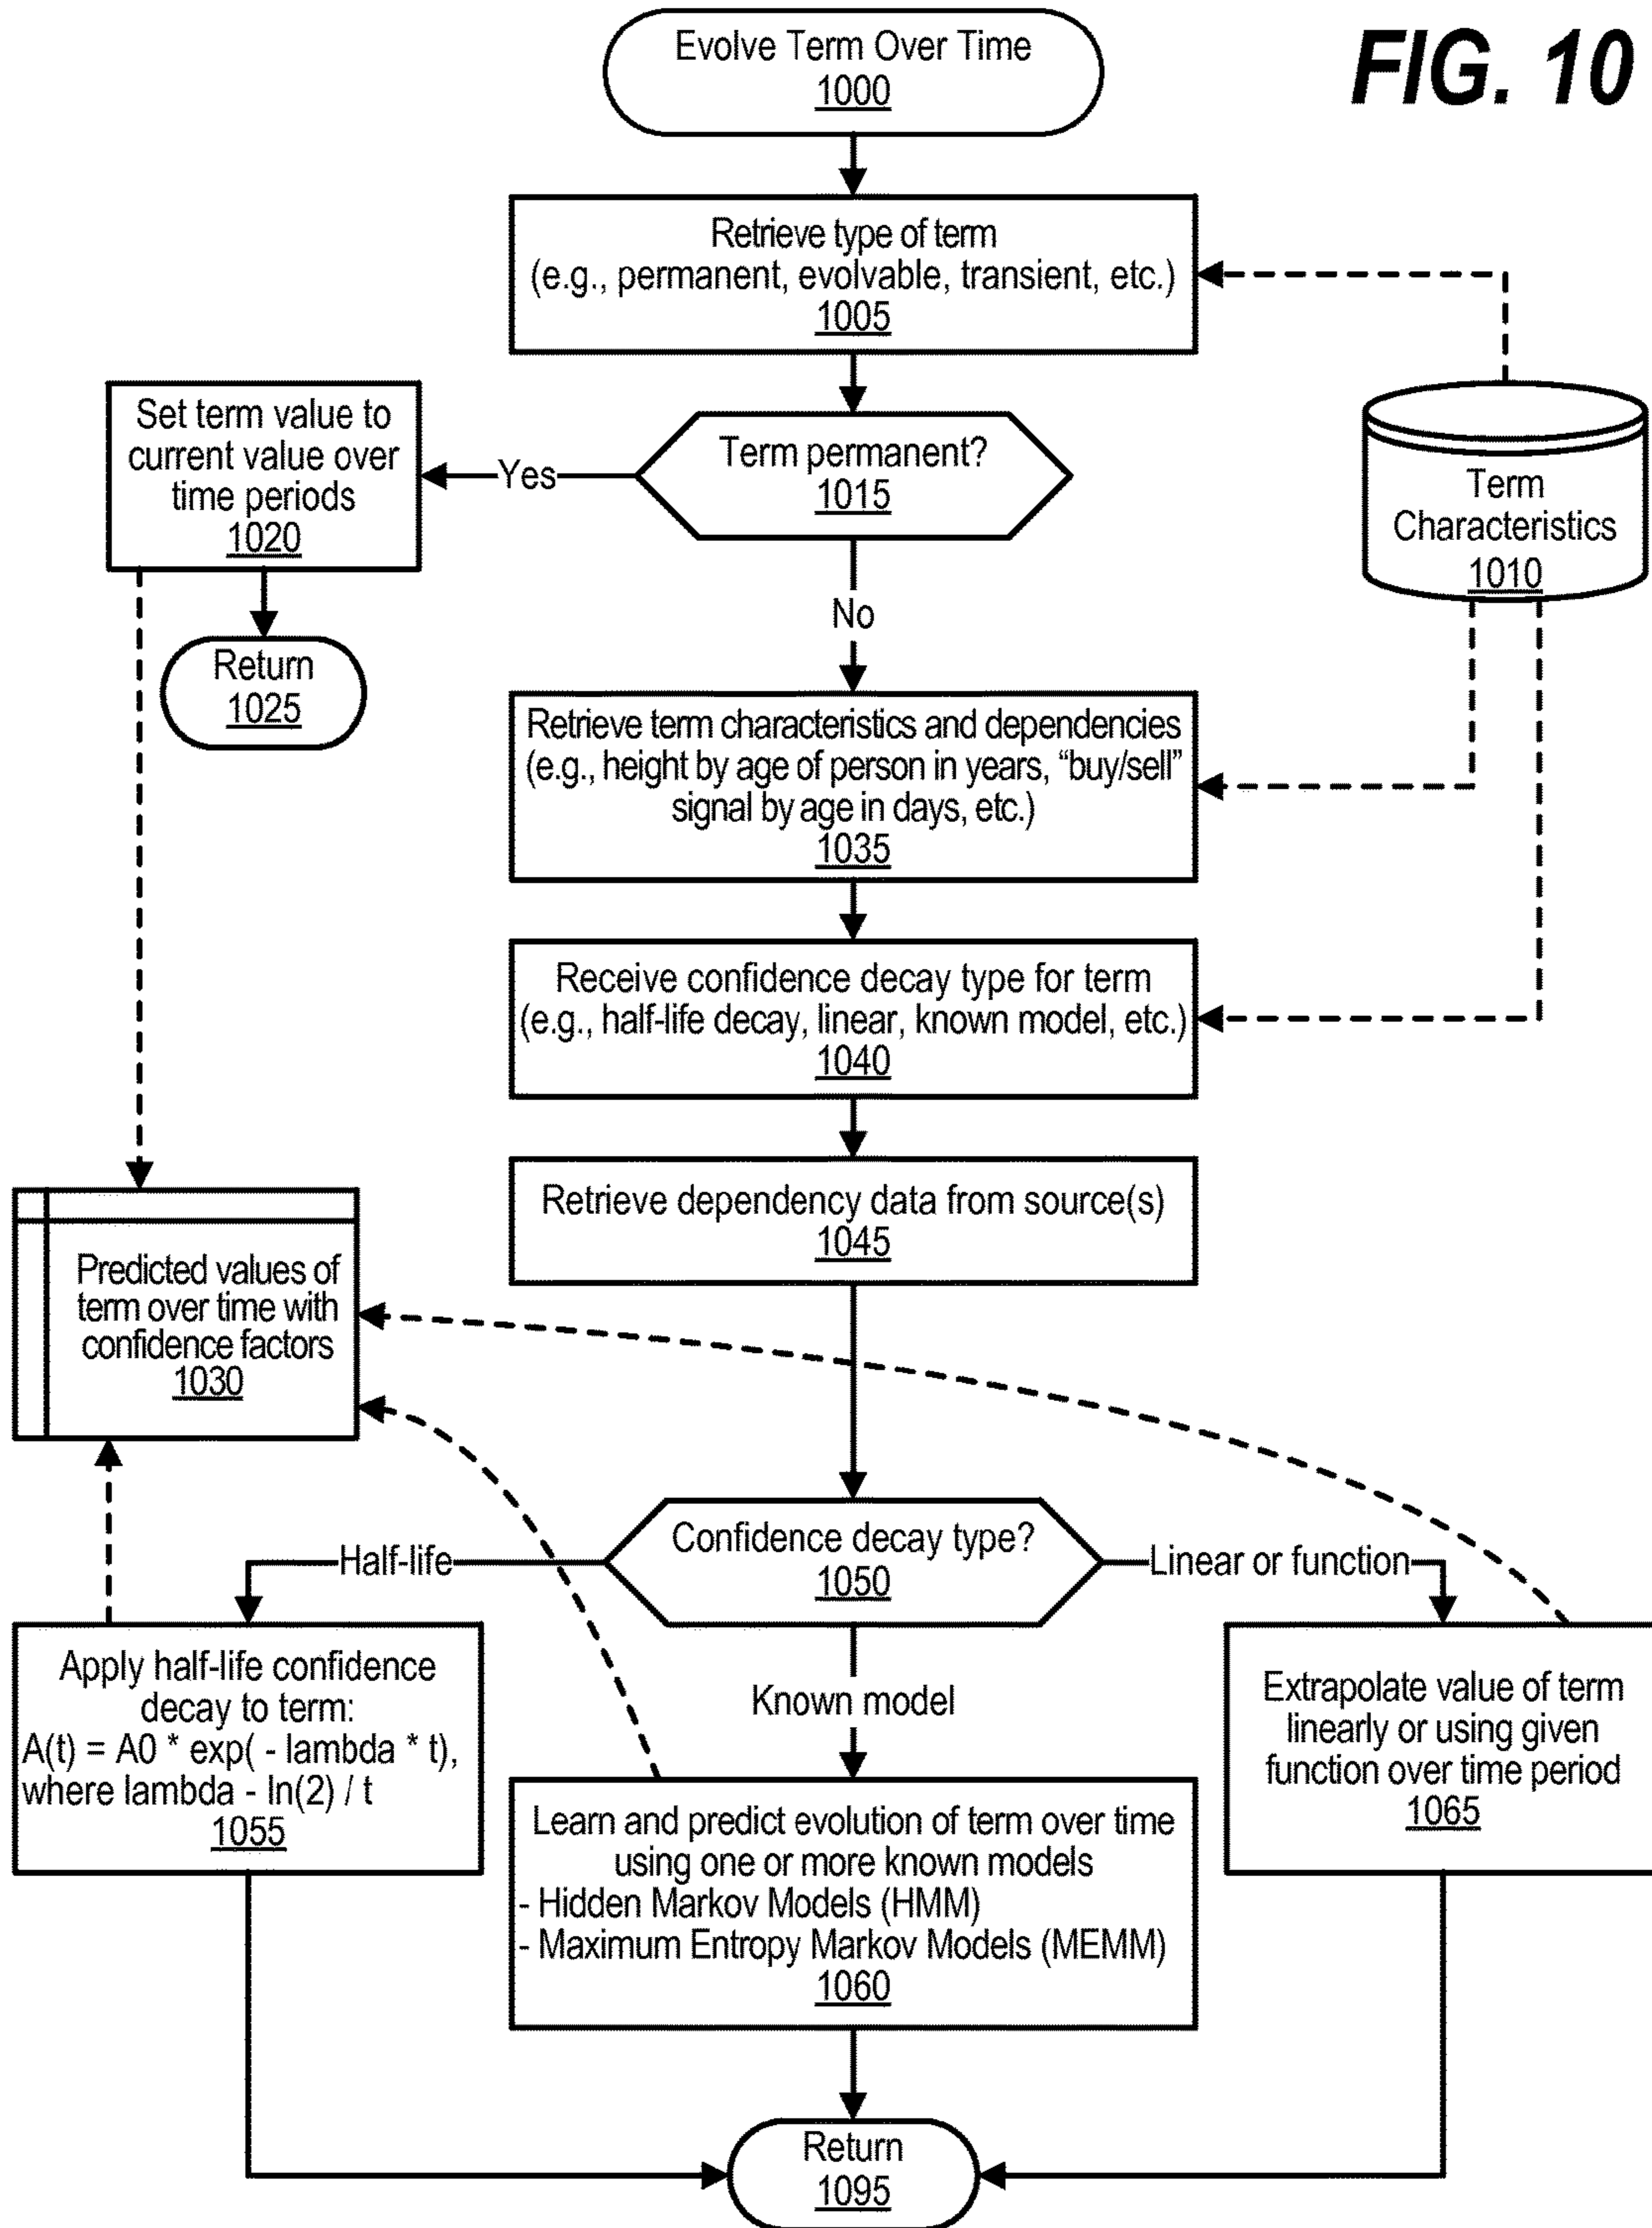 FIG. 10
Evolve Term Over Time
1000
Retrieve type of term
(e.g., permanent, evolvable, transient, etc.)
1005
Set term value to
current value over
time periods
1020
Yes
Term permanent?
1015
Term
Characteristics
1010
No
Return
1025
Retrieve term characteristics and dependencies
(e.g., height by age of person in years, “buy/sell”
signal by age in days, etc.)
1035
Receive confidence decay type for term
(e.g., half-life decay, linear, known model, etc.)
1040
Retrieve dependency data from source(s)
1045
Predicted values of
term over time with
confidence factors
1030
Confidence decay type?
1050
Half-life
Linear or function
Known model
Apply half-life confidence
decay to term:
A(t) = A0 * exp( - lambda * t),
where lambda - ln(2) / t
1055
Extrapolate value of term
linearly or using given
function over time period
1065
Learn and predict evolution of term over time
using one or more known models
- Hidden Markov Models (HMM)
- Maximum Entropy Markov Models (MEMM)
1060
Return
1095